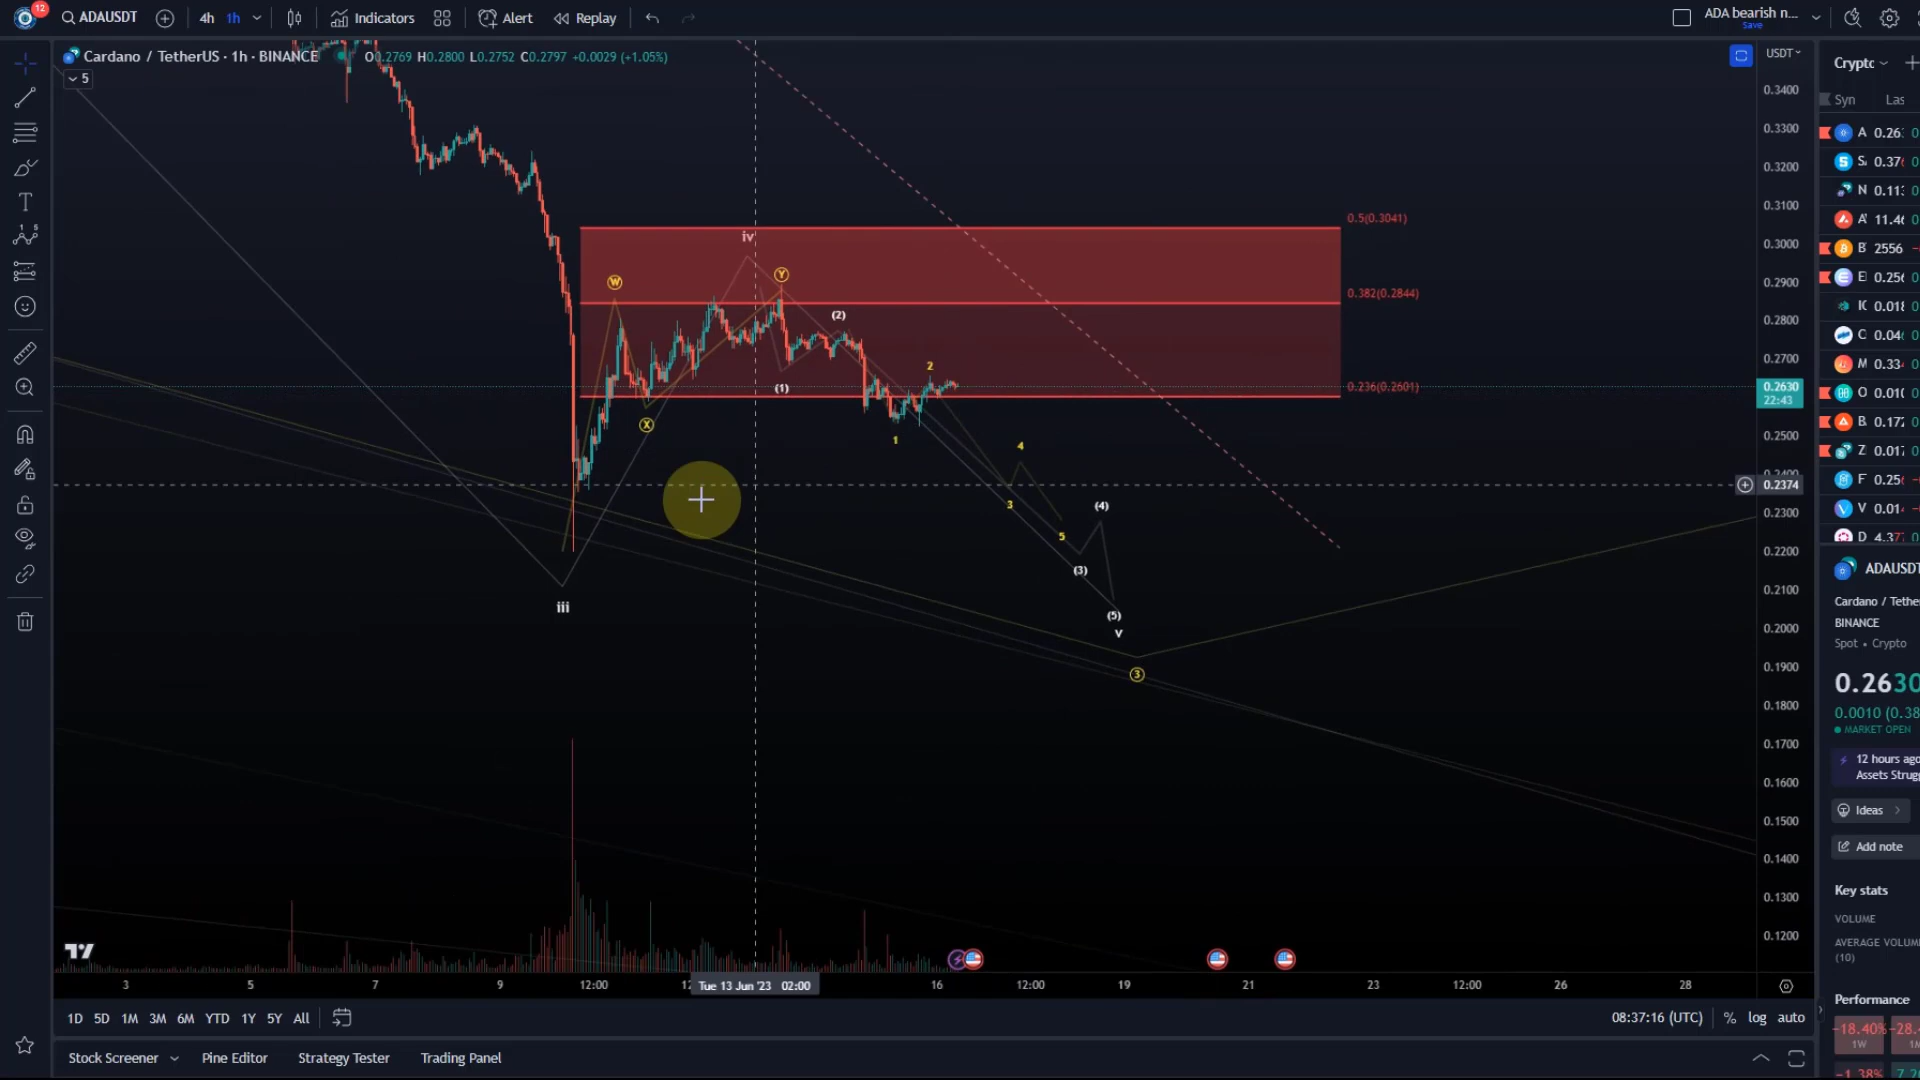 12
ADAUSDT
4h
1h
Indicators
Alert
Replay
ADA bearish n...
Save
Cardano / TetherUS · 1h · BINANCE
O0.2769 H0.2800 L0.2752 C0.2797 +0.0029 (+1.05%)
5
USDT
0.3400
0.3300
0.3200
0.3100
0.3000
0.2900
0.2800
0.2700
0.2630
22:43
0.2500
0.2400
0.2374
0.2300
0.2200
0.2100
0.2000
0.1900
0.1800
0.1700
0.1600
0.1500
0.1400
0.1300
0.1200
0.5(0.3041)
0.382(0.2844)
0.236(0.2601)
iv
W
Y
(2)
2
(1)
X
1
4
3
(4)
5
(3)
iii
(5)
v
3
3
5
7
9
12:00
Tue 13 Jun '23 02:00
16
12:00
19
21
23
12:00
26
28
1D 5D 1M 3M 6M YTD 1Y 5Y All
08:37:16 (UTC)
% log auto
Stock Screener
Pine Editor
Strategy Tester
Trading Panel
Crypto
Syn
Las
A 0.26
0.37
N 0.11
A 11.46
B 2556
E 0.256
0.018
C 0.04
M 0.33
O 0.010
B 0.17
Z 0.017
F 0.25
V 0.01
D 4.37
ADAUSDT
Cardano / Tethe
BINANCE
Spot • Crypto
0.2630
0.0010 (0.38
MARKET OPEN
12 hours ago
Assets Strug
Ideas
Add note
Key stats
VOLUME
AVERAGE VOLUM
(10)
Performance
-18.40%
1W
-28.4
1M
-1.38%
7.2